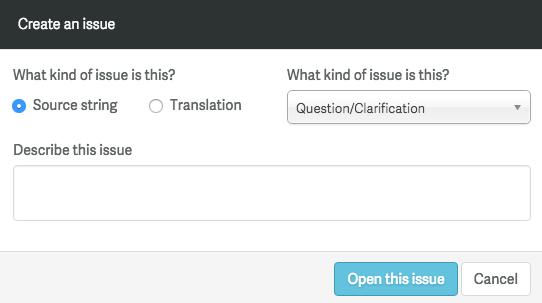 Create an issue
What kind of issue is this?
Source string
Translation
What kind of issue is this?
Question/Clarification
Describe this issue
Open this issue
Cancel